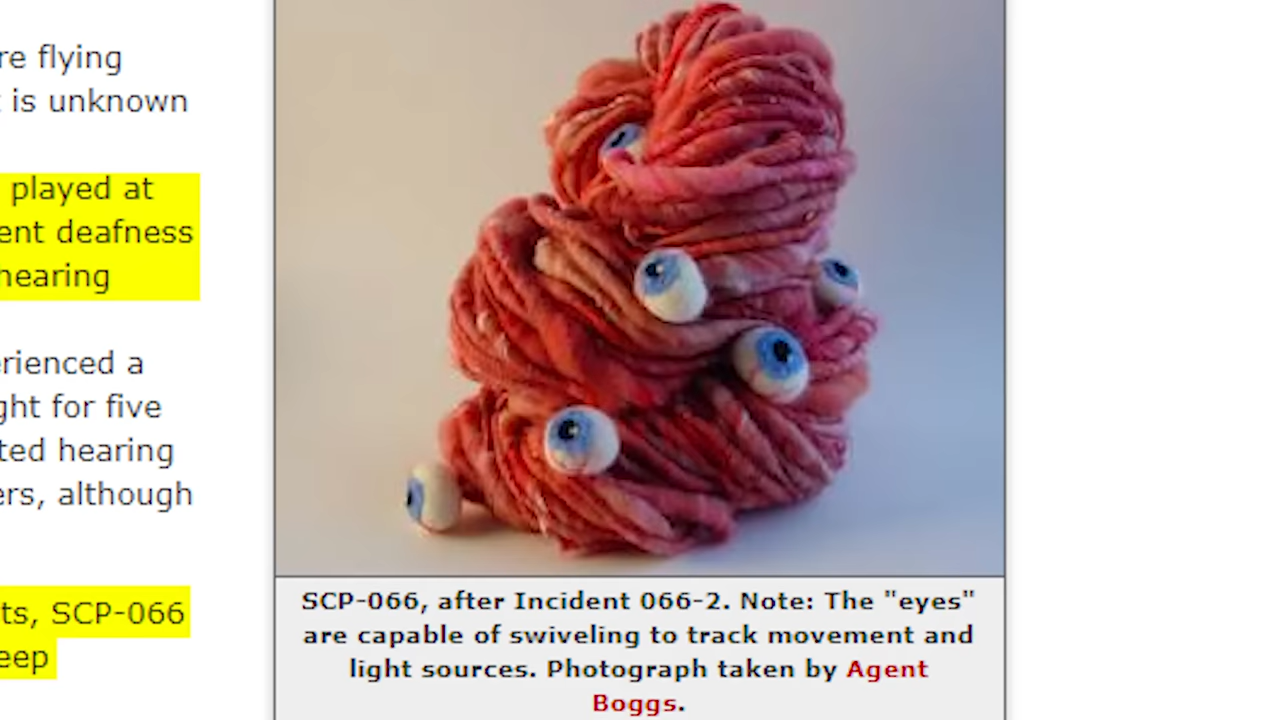 re flying
is unknown
played at
ent deafness
hearing
rienced a
ght for five
ted hearing
ers, although
ts, SCP-066
eep
SCP-066, after Incident 066-2. Note: The "eyes"
are capable of swiveling to track movement and
light sources. Photograph taken by Agent
Boggs.